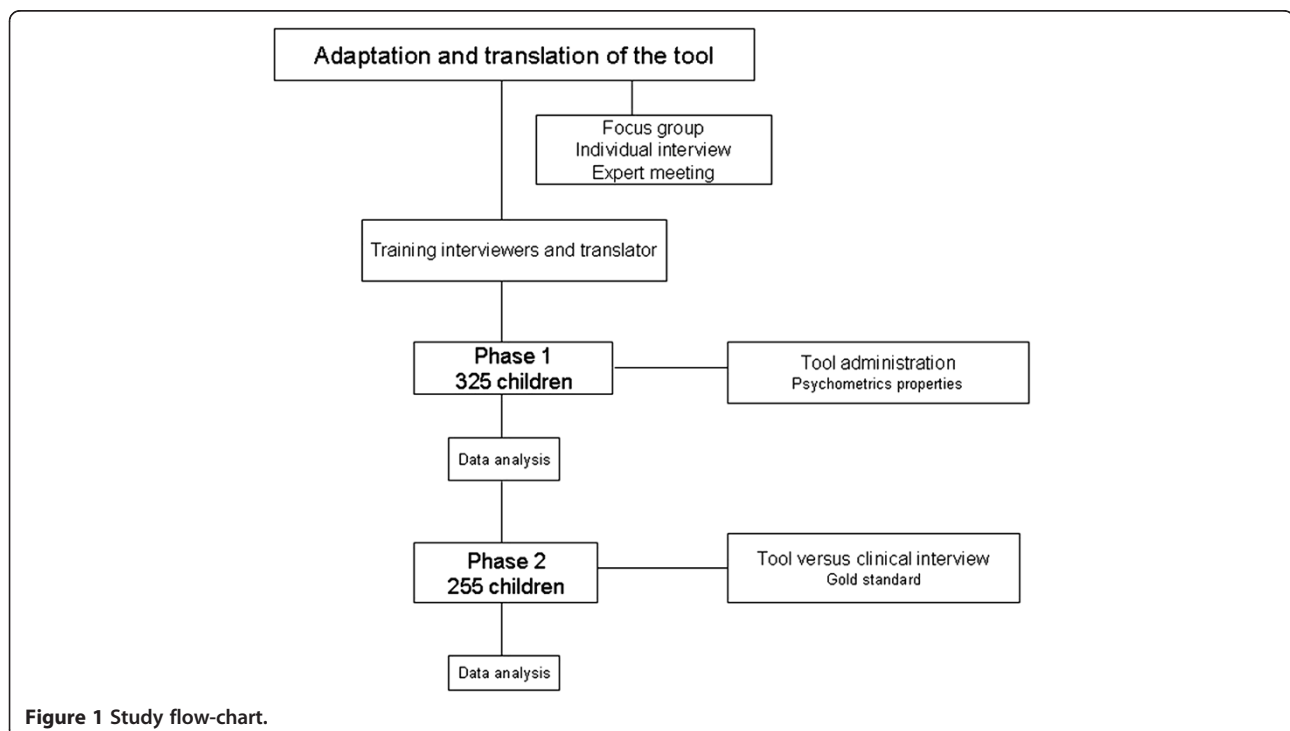 Adaptation and translation of the tool
Focus group
Individual interview
Expert meeting
Training interviewers and translator
Phase 1
325 children
Tool administration
Psychometrics properties
Data analysis
Phase 2
255 children
Tool versus clinical interview
Gold standard
Data analysis
Figure 1 Study flow-chart.